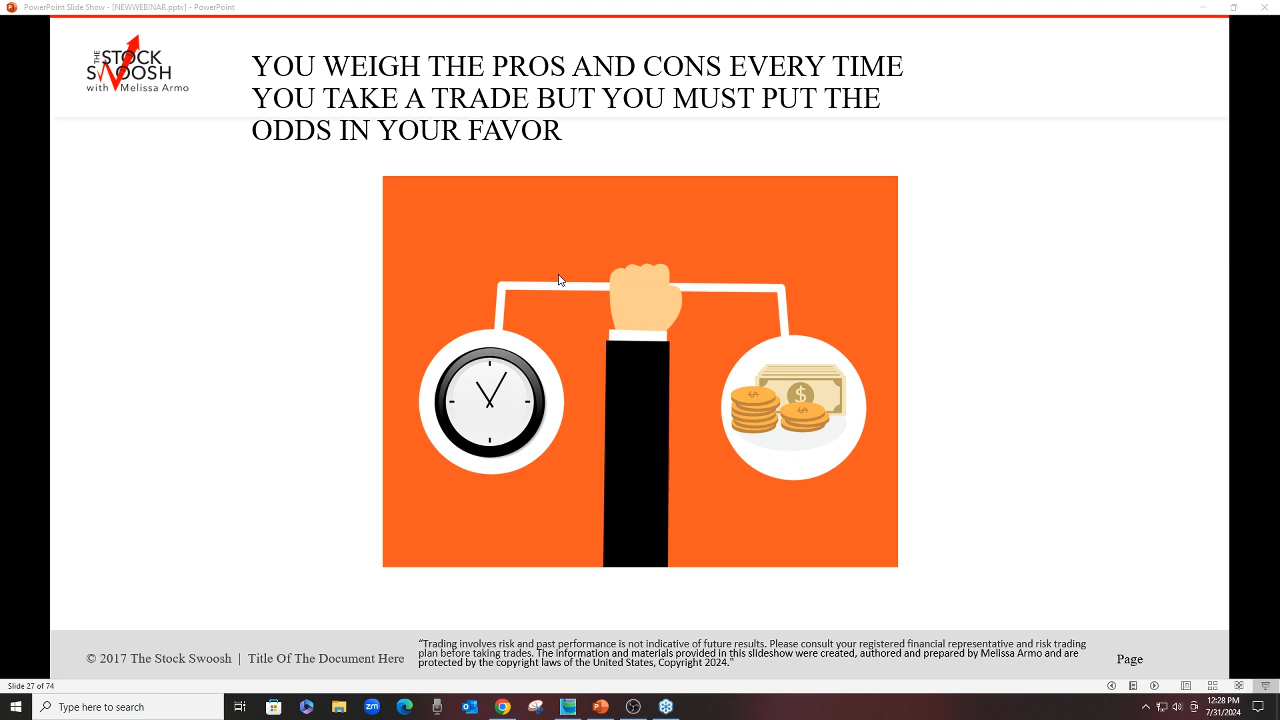 PowerPoint Slide Show - [NEWWEBINAR.pptx] - PowerPoint
THE
STOCK
SWOOSH
with Melissa Armo
YOU WEIGH THE PROS AND CONS EVERY TIME
YOU TAKE A TRADE BUT YOU MUST PUT THE
ODDS IN YOUR FAVOR
$
$
$
© 2017 The Stock Swoosh | Title Of The Document Here
"Trading involves risk and past performance is not indicative of future results. Please consult your registered financial representative and risk trading
plan before taking trades. The information and materials provided in this slideshow were created, authored and prepared by Melissa Armo and are
protected by the copyright laws of the United States, Copyright 2024."
Page
Slide 27 of 74
Type here to search
zm
12:28 PM
7/31/2024